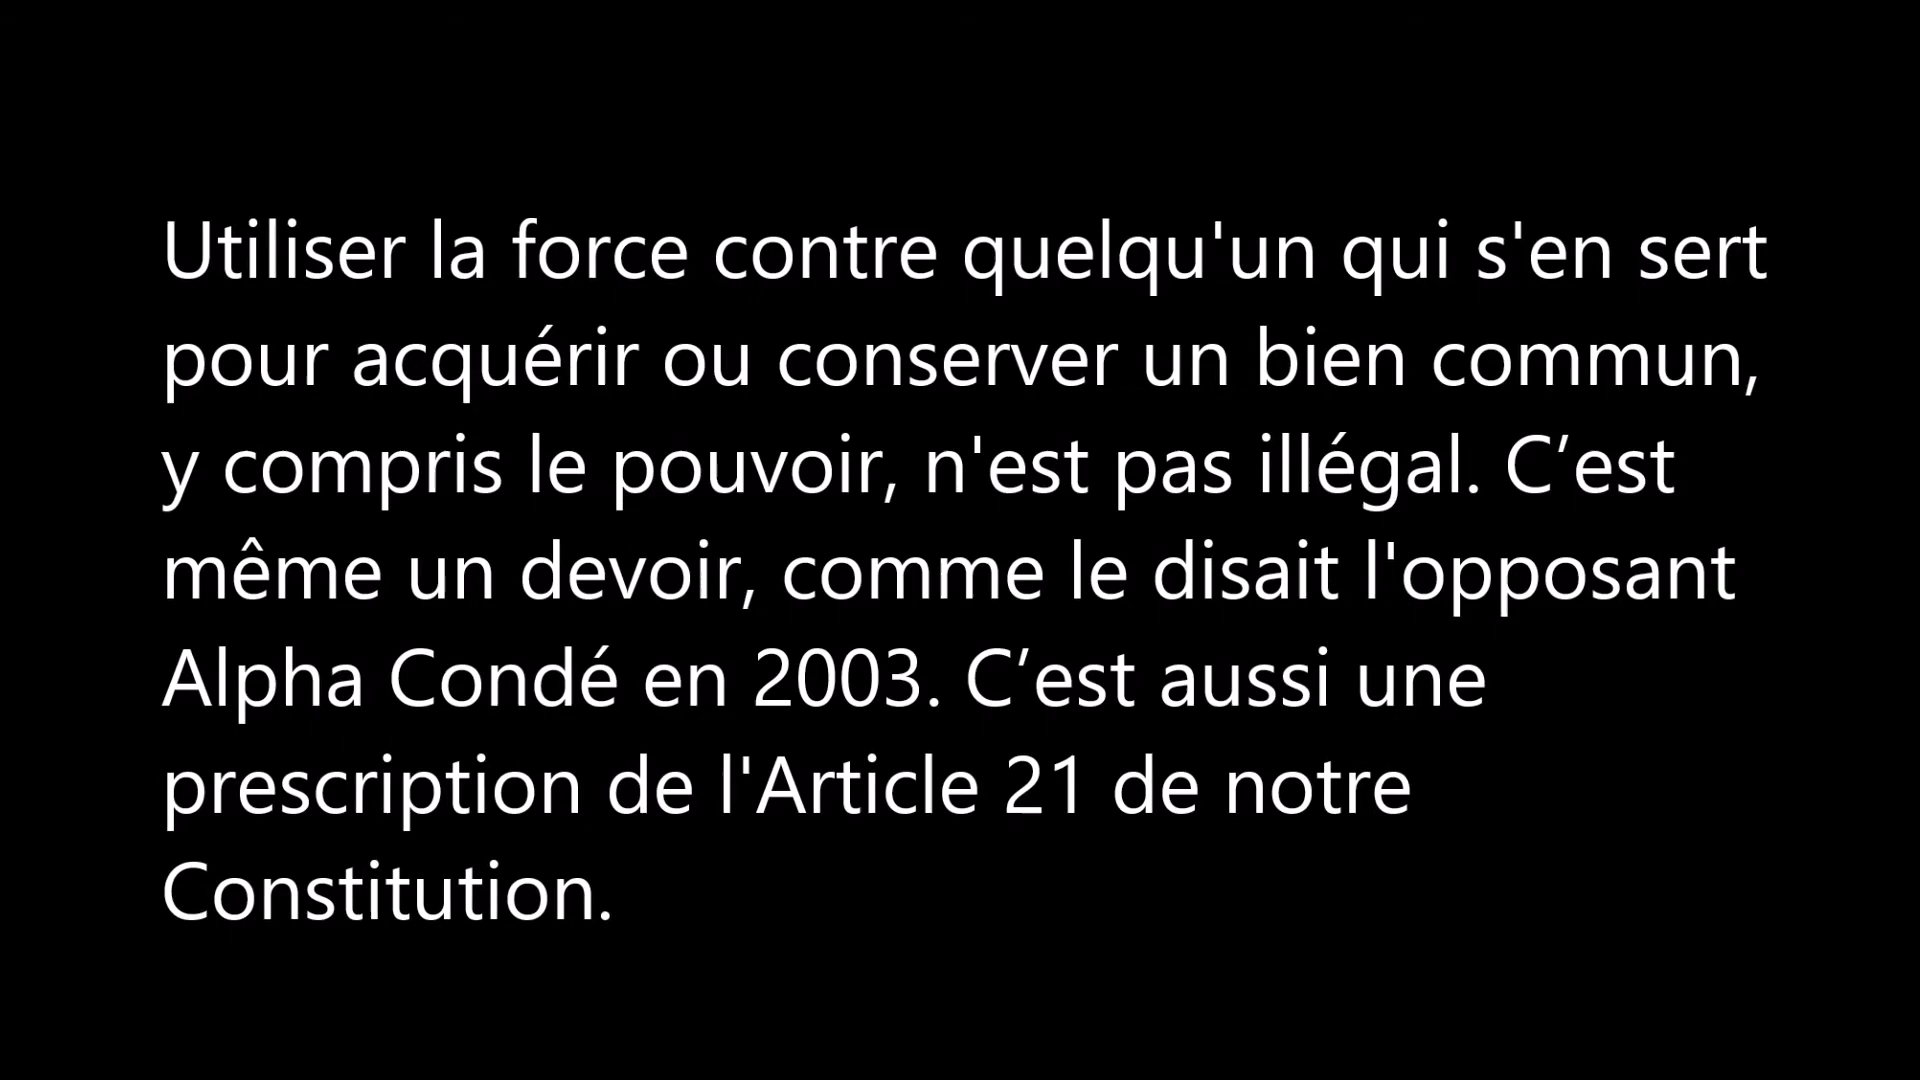 Utiliser la force contre quelqu'un qui s'en sert
pour acquérir ou conserver un bien commun,
y compris le pouvoir, n'est pas illégal. C’est
même un devoir, comme le disait l'opposant
Alpha Condé en 2003. C’est aussi une
prescription de l'Article 21 de notre
Constitution.